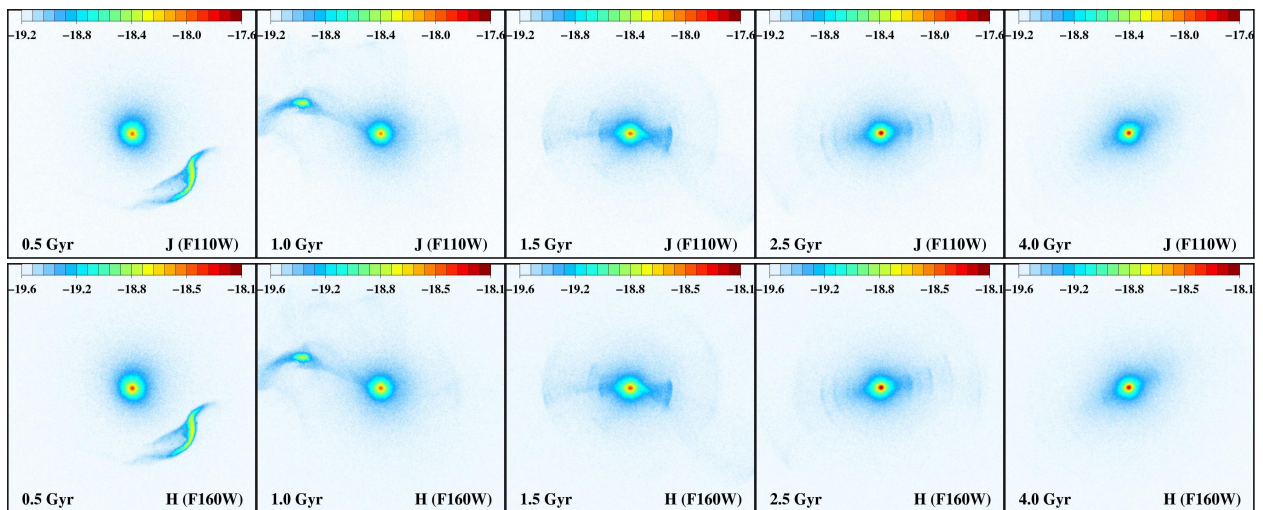 −19.2 −18.8 −18.4 −18.0 −17.6 −19.2 −18.8 −18.4 −18.0 −17.6 −19.2 −18.8 −18.4 −18.0 −17.6 −19.2 −18.8 −18.4 −18.0 −17.6 −19.2 −18.8 −18.4 −18.0 −17.6
0.5 Gyr J (F110W) 1.0 Gyr J (F110W) 1.5 Gyr J (F110W) 2.5 Gyr J (F110W) 4.0 Gyr J (F110W)
−19.6 −19.2 −18.8 −18.5 −18.1 −19.6 −19.2 −18.8 −18.5 −18.1 −19.6 −19.2 −18.8 −18.5 −18.1 −19.6 −19.2 −18.8 −18.5 −18.1 −19.6 −19.2 −18.8 −18.5 −18.1
0.5 Gyr H (F160W) 1.0 Gyr H (F160W) 1.5 Gyr H (F160W) 2.5 Gyr H (F160W) 4.0 Gyr H (F160W)